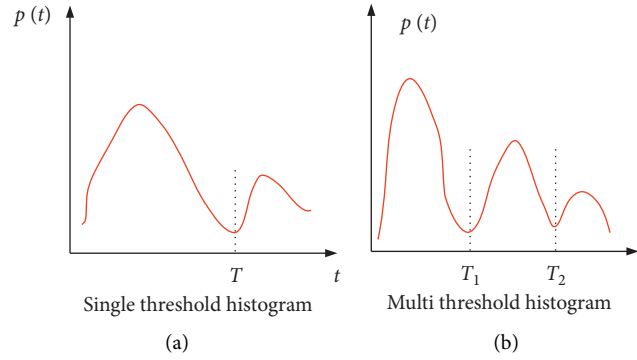 p (t)
T
t
Single threshold histogram
(a)
p (t)
T1
T2
Multi threshold histogram
(b)